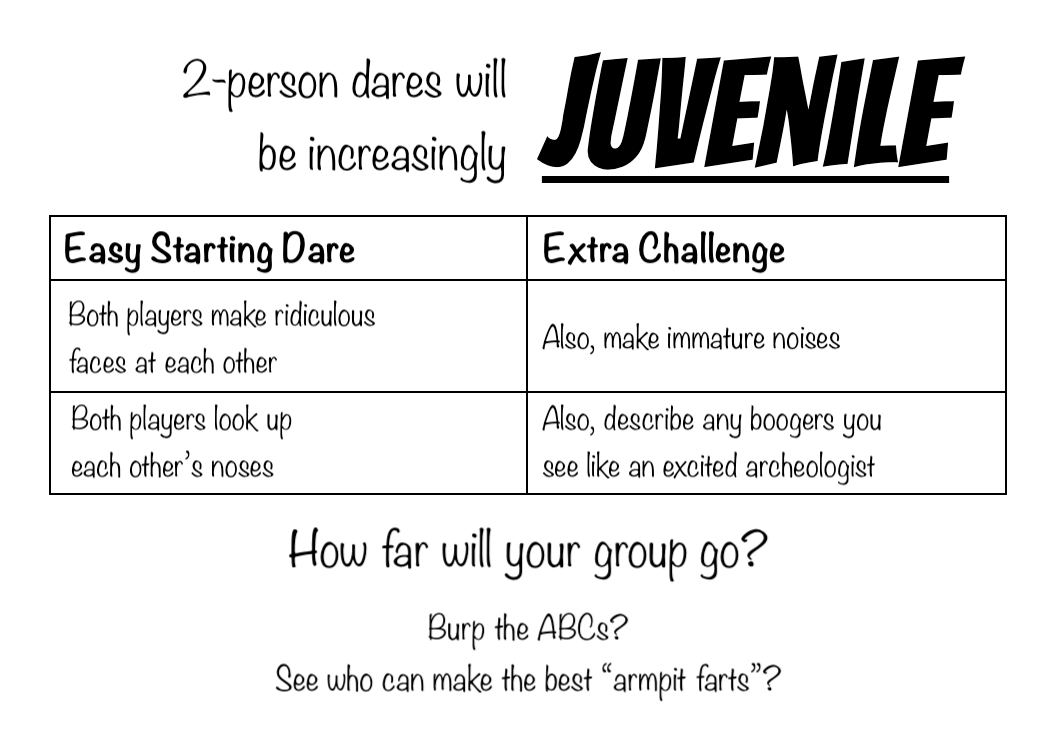 2-person dares will
be increasingly
JUVENILE
Easy Starting Dare
Extra Challenge
Both players make ridiculous
faces at each other
Also, make immature noises
Both players look up
each other's noses
Also, describe any boogers you
see like an excited archeologist
How far will your group go?
Burp the ABCs?
See who can make the best “armpit farts”?